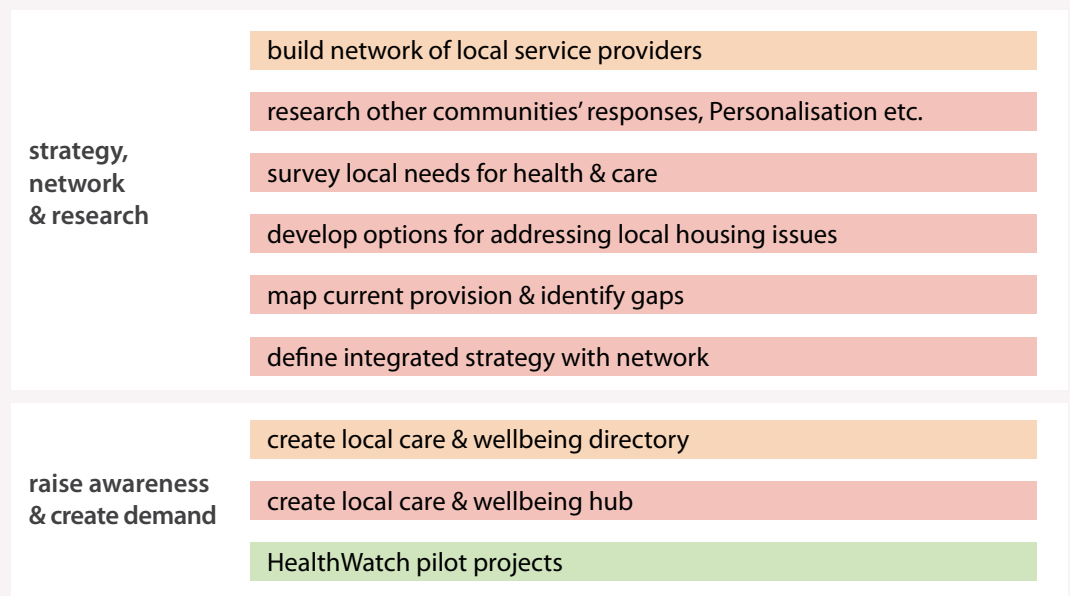 build network of local service providers
research other communities’ responses, Personalisation etc.
strategy,
network
& research
survey local needs for health & care
develop options for addressing local housing issues
map current provision & identify gaps
define integrated strategy with network
create local care & wellbeing directory
raise awareness
& create demand
create local care & wellbeing hub
HealthWatch pilot projects